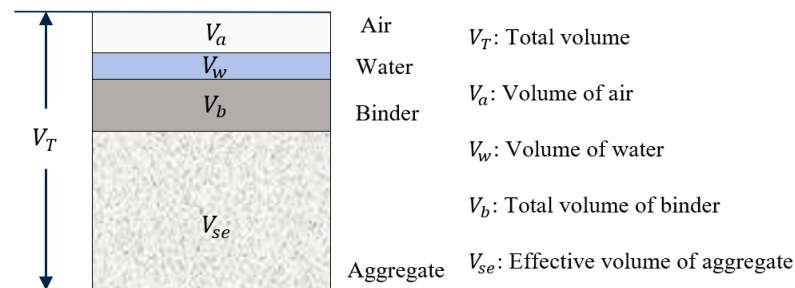 V_a
Air
V_T: Total volume
V_w
Water
V_a: Volume of air
V_b
Binder
V_T
V_w: Volume of water
V_b: Total volume of binder
V_se
Aggregate
V_se: Effective volume of aggregate